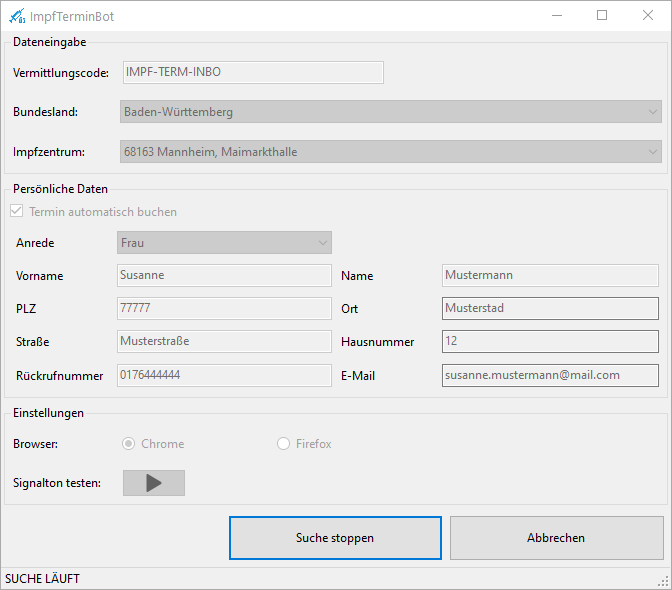 ImpfTerminBot
Dateneingabe
Vermittlungscode: IMPF-TERM-INBO
Bundesland: Baden-Württemberg
Impfzentrum: 68163 Mannheim, Maimarkthalle
Persönliche Daten
Termin automatisch buchen
Anrede Frau
Vorname Susanne Name Mustermann
PLZ 77777 Ort Musterstad
Straße Musterstraße Hausnummer 12
Rückrufnummer 0176444444 E-Mail susanne.mustermann@mail.com
Einstellungen
Browser: Chrome Firefox
Signalton testen:
Suche stoppen Abbrechen
SUCHE LÄUFT